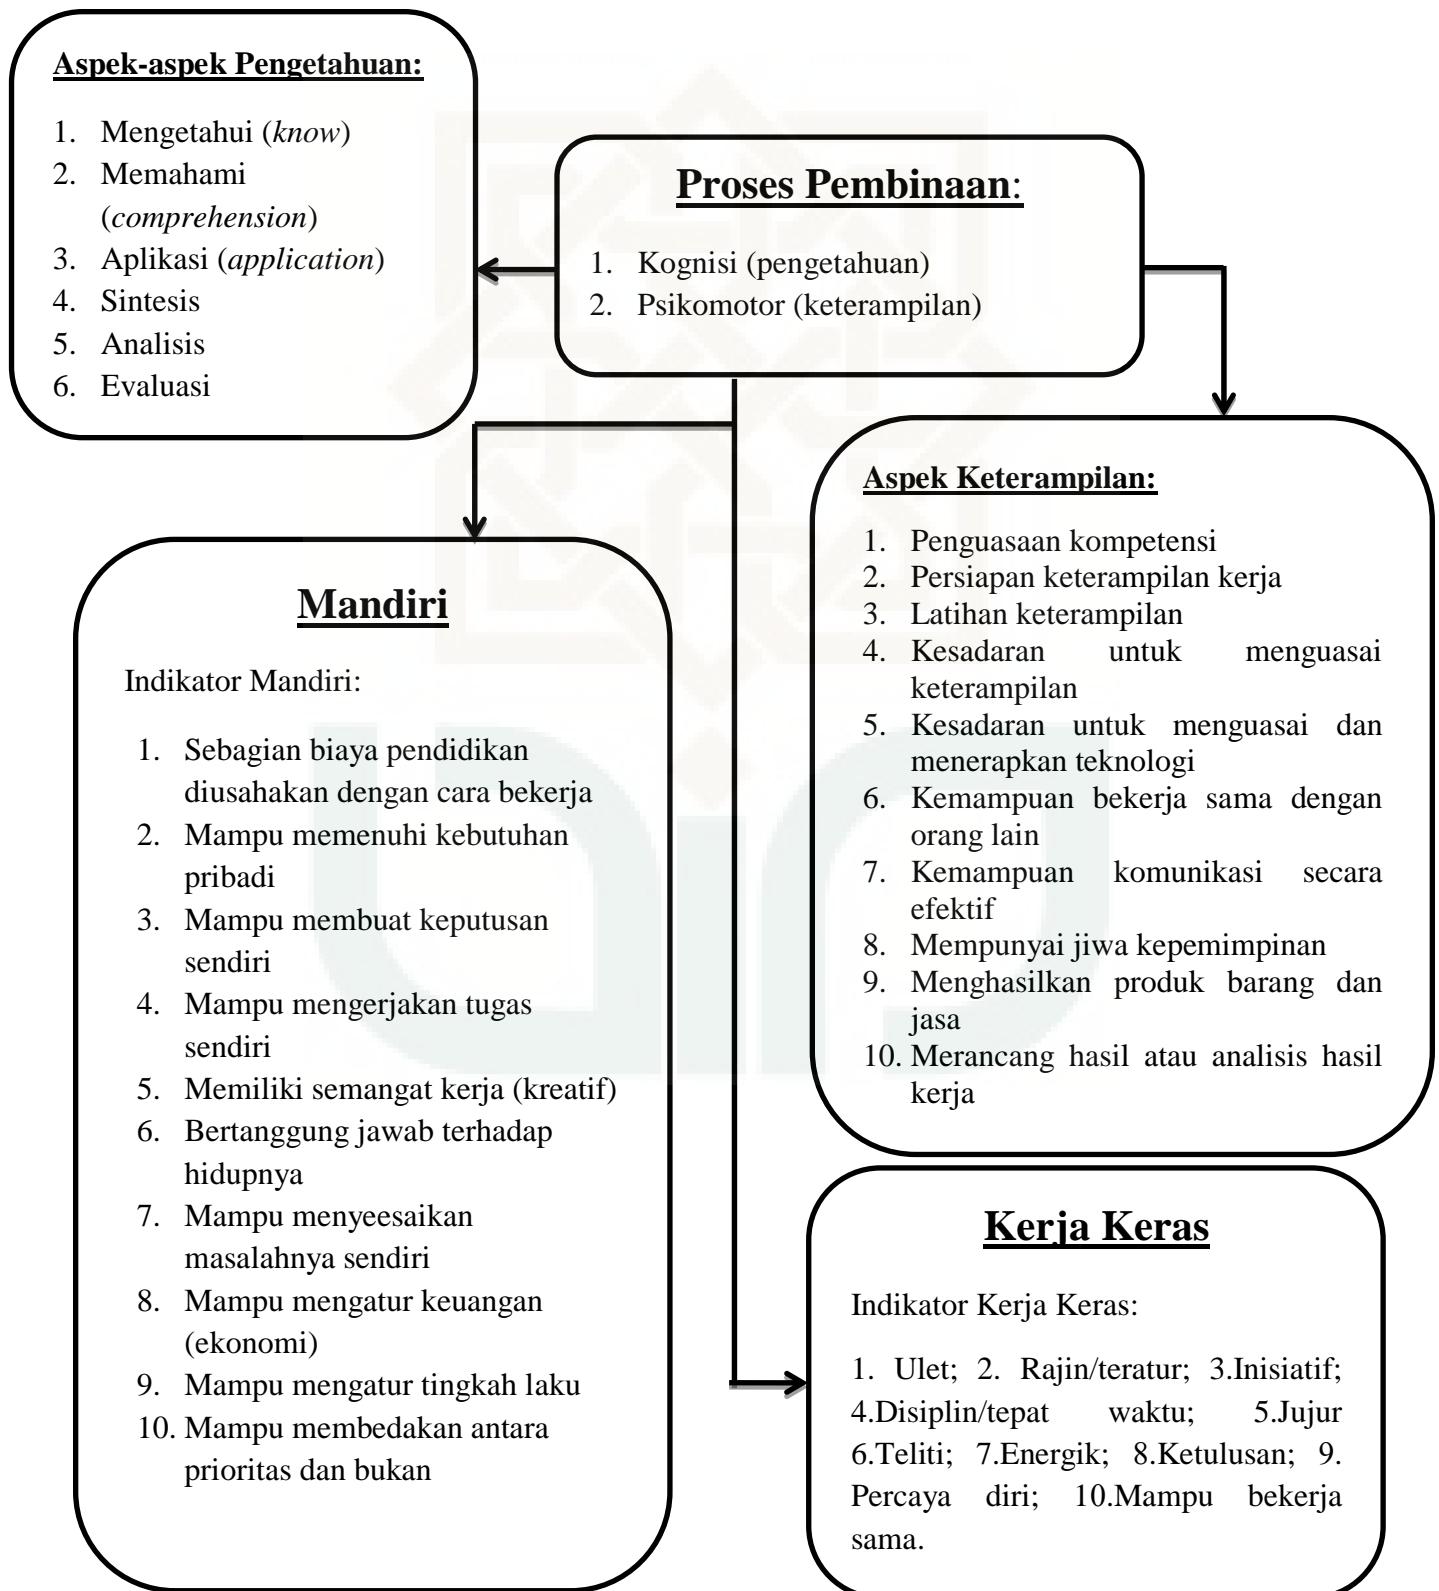 Aspek-aspek Pengetahuan:
1. Mengetahui (know)
2. Memahami
(comprehension)
3. Aplikasi (application)
4. Sintesis
5. Analisis
6. Evaluasi
Proses Pembinaan:
1. Kognisi (pengetahuan)
2. Psikomotor (keterampilan)
Aspek Keterampilan:
1. Penguasaan kompetensi
2. Persiapan keterampilan kerja
3. Latihan keterampilan
4. Kesadaran untuk menguasai
keterampilan
5. Kesadaran untuk menguasai dan
menerapkan teknologi
6. Kemampuan bekerja sama dengan
orang lain
7. Kemampuan komunikasi secara
efektif
8. Mempunyai jiwa kepemimpinan
9. Menghasilkan produk barang dan
jasa
10. Merancang hasil atau analisis hasil
kerja
Mandiri
Indikator Mandiri:
1. Sebagian biaya pendidikan
diusahakan dengan cara bekerja
2. Mampu memenuhi kebutuhan
pribadi
3. Mampu membuat keputusan
sendiri
4. Mampu mengerjakan tugas
sendiri
5. Memiliki semangat kerja (kreatif)
6. Bertanggung jawab terhadap
hidupnya
7. Mampu menyeesaikan
masalahnya sendiri
8. Mampu mengatur keuangan
(ekonomi)
9. Mampu mengatur tingkah laku
10. Mampu membedakan antara
prioritas dan bukan
Kerja Keras
Indikator Kerja Keras:
1. Ulet; 2. Rajin/teratur; 3.Inisiatif;
4.Disiplin/tepat waktu; 5.Jujur
6.Teliti; 7.Energik; 8.Ketulusan; 9.
Percaya diri; 10.Mampu bekerja
sama.